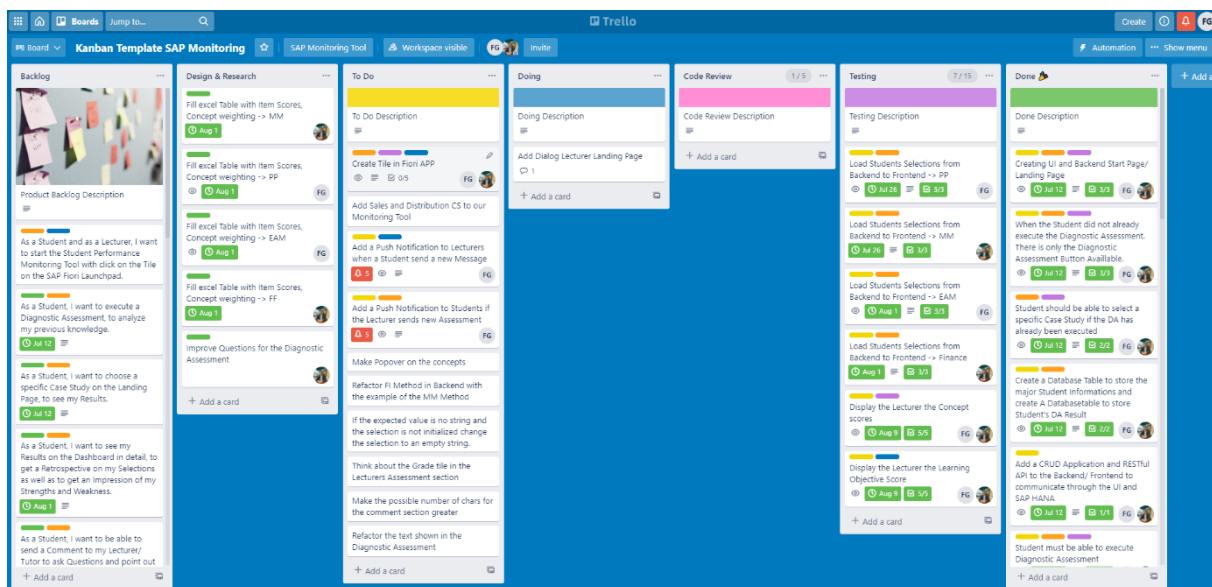 Boards
Jump to...
Trello
Create
FG
Board
Kanban Template SAP Monitoring
SAP Monitoring Tool
Workspace visible
FG
Invite
Automation
Show menu
Backlog
Product Backlog Description
As a Student and as a Lecturer, I want
to start the Student Performance
Monitoring Tool with click on the Tile
on the SAP Fiori Launchpad.
As a Student, I want to execute a
Diagnostic Assessment, to analyze
my previous knowledge.
Jul 12
As a Student, I want to choose a
specific Case Study on the Landing
Page, to see my Results.
Jul 12
As a Student, I want to see my
Results on the Dashboard in detail, to
get a Retrospective on my Selections
as well as to get an Impression of my
Strengths and Weakness.
Aug 1
As a Student, I want to be able to
send a Comment to my Lecturer/
Tutor to ask Questions and point out
+ Add a card
Design & Research
Fill excel Table with Item Scores,
Concept weighting -> MM
Aug 1
Fill excel Table with Item Scores,
Concept weighting -> PP
Aug 1
FG
Fill excel Table with Item Scores,
Concept weighting -> EAM
Aug 1
FG
Fill excel Table with Item Scores,
Concept weighting -> FF
Aug 1
Improve Questions for the Diagnostic
Assessment
+ Add a card
To Do
To Do Description
Create Tile in Fiori APP
0/5
FG
Add Sales and Distribution CS to our
Monitoring Tool
Add a Push Notification to Lecturers
when a Student send a new Message
5
FG
Add a Push Notification to Students if
the Lecturer sends new Assessment
5
FG
Make Popover on the concepts
Refactor FI Method in Backend with
the example of the MM Method
If the expected value is no string and
the selection is not initialized change
the selection to an empty string.
Think about the Grade tile in the
Lecturers Assessment section
Make the possible number of chars for
the comment section greater
Refactor the text shown in the
Diagnostic Assessment
+ Add a card
Doing
Doing Description
Add Dialog Lecturer Landing Page
1
+ Add a card
Code Review
1/5
Code Review Description
+ Add a card
Testing
7/15
Testing Description
Load Students Selections from
Backend to Frontend -> PP
Jul 26
3/3
FG
Load Students Selections from
Backend to Frontend -> MM
Jul 26
3/3
Load Students Selections from
Backend to Frontend -> EAM
Aug 1
3/3
FG
Load Students Selections from
Backend to Frontend -> Finance
Aug 1
3/3
Display the Lecturer the Concept
scores
Aug 9
5/5
FG
Display the Lecturer the Learning
Objective Score
Aug 9
5/5
FG
+ Add a card
Done
Done Description
Creating UI and Backend Start Page/
Landing Page
Jul 12
3/3
FG
When the Student did not already
execute the Diagnostic Assessment.
There is only the Diagnostic
Assessment Button Availlable.
Jul 12
3/3
FG
Student should be able to select a
specific Case Study if the DA has
already been executed
Jul 12
2/2
FG
Create a Database Table to store the
major Student Informations and
create A Databasetable to store
Student's DA Result
Jul 12
2/2
FG
Add a CRUD Application and RESTful
API to the Backend/ Frontend to
communicate through the UI and
SAP HANA
Jul 12
1/1
FG
Student must be able to execute
Diagnostic Assessment
+ Add a card
+ Add a